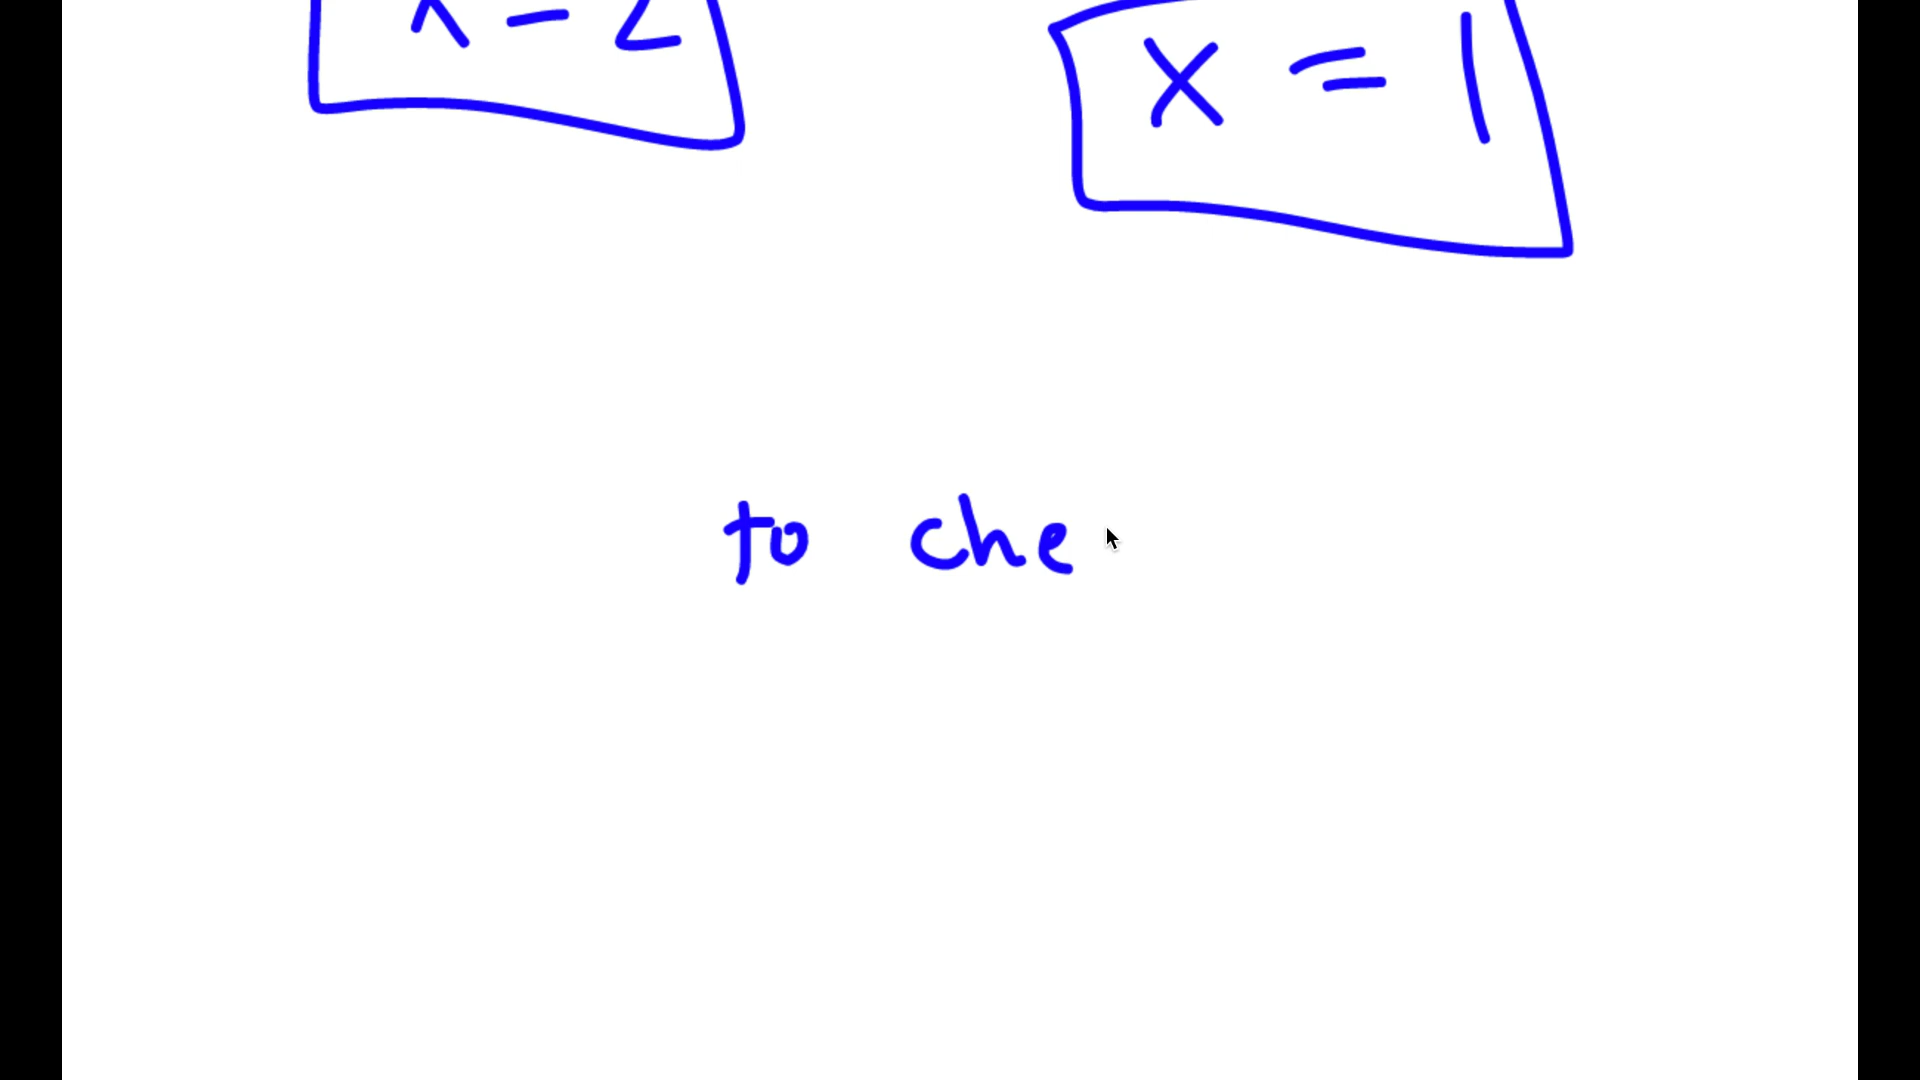 x = 1
to che